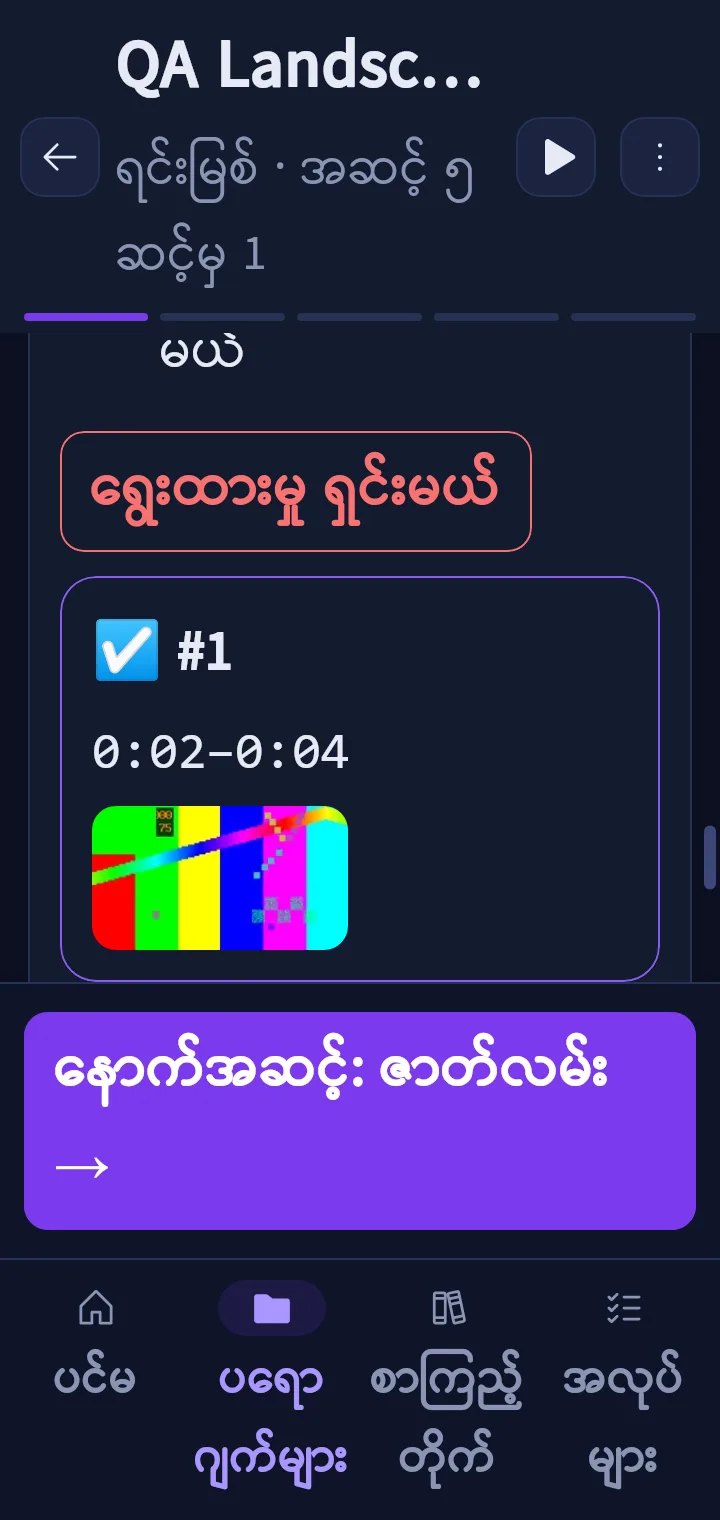 QA Landsc...
ရင်းမြစ် · အဆင့် ၅
ဆင့်မှ 1
မယ်
ရွေးထားမှု ရှင်းမယ်
☑️ #1
0:02–0:04
75
နောက်အဆင့်: ဇာတ်လမ်း
→
ပင်မ
ပရော
ဂျက်များ
စာကြည့်
တိုက်
အလုပ်
များ